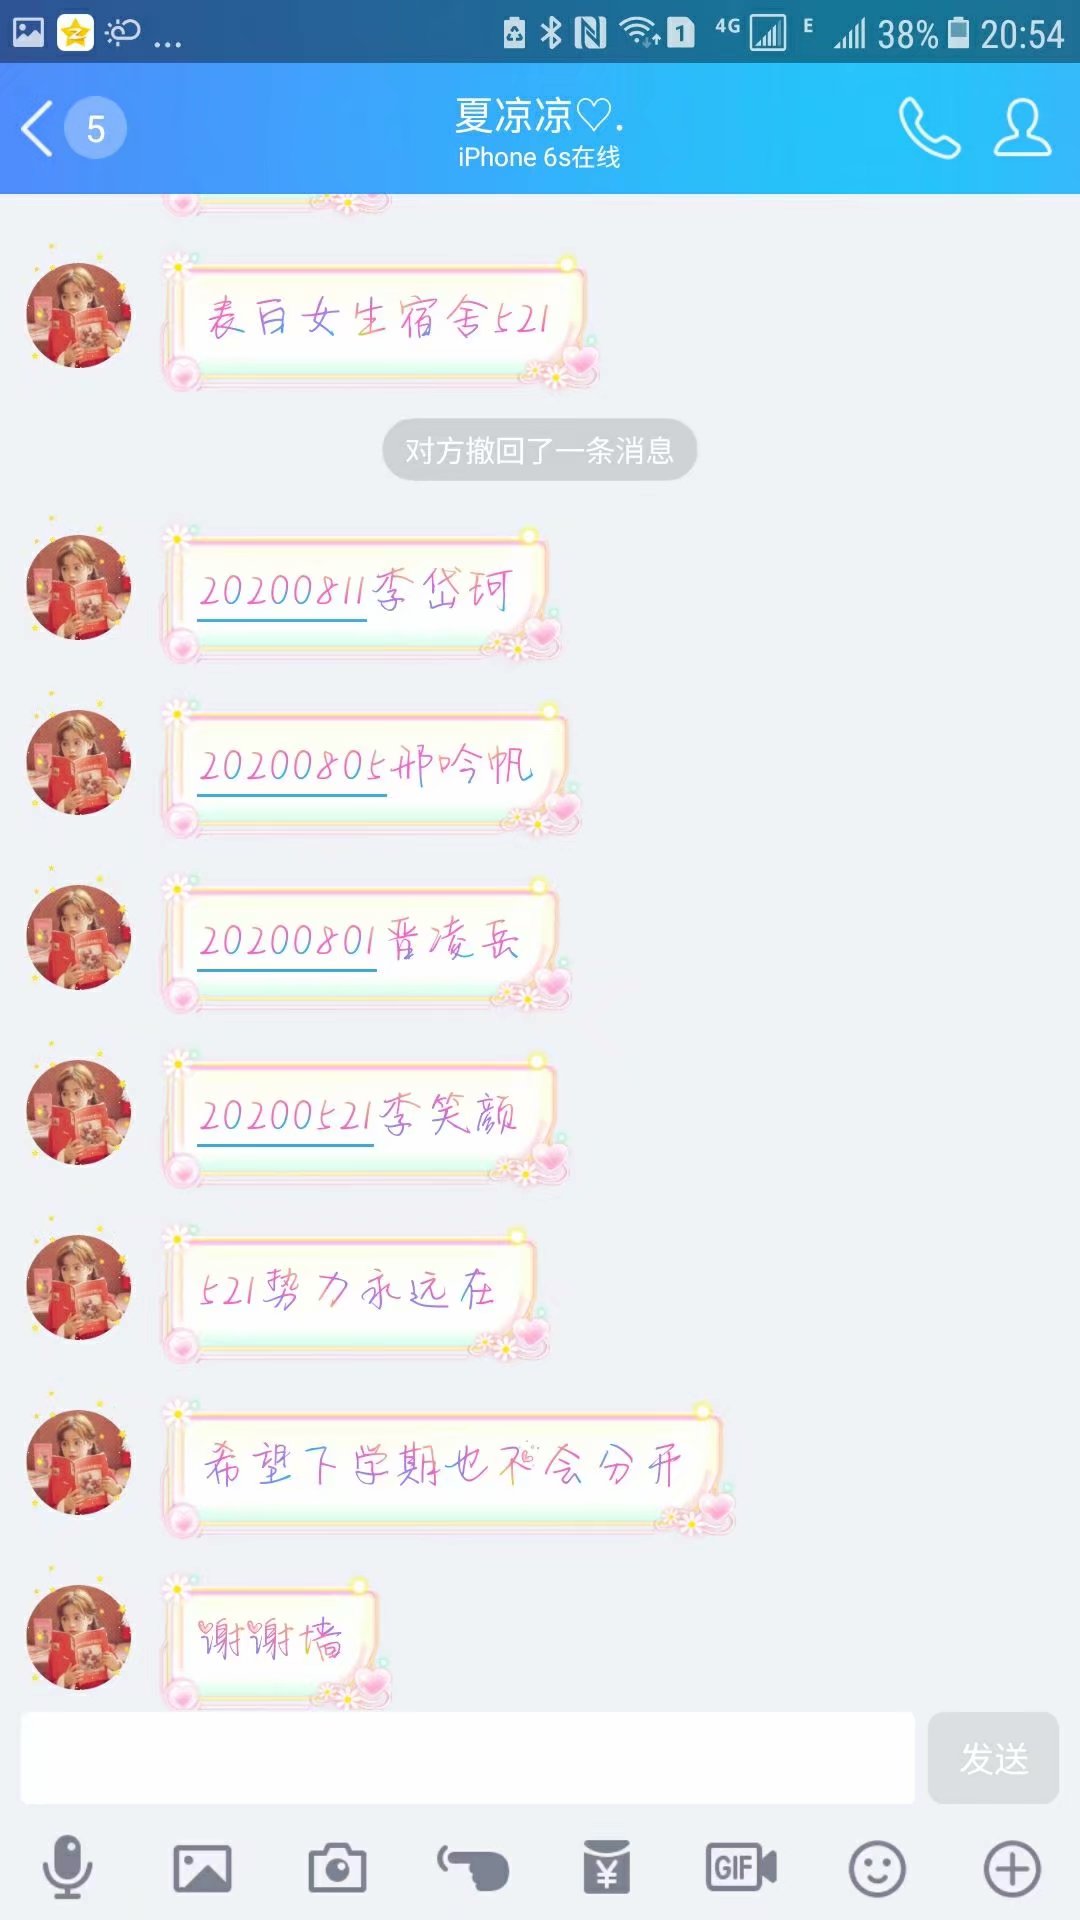 4G E 38% 20:54
5
夏凉凉♡.
iPhone 6s在线
表白女生宿舍521
对方撤回了一条消息
20200811李岱珂
20200805邢吟帆
20200801晋凌岳
20200521李笑颜
521势力永远在
希望下学期也不会分开
谢谢墙
发送
GIF